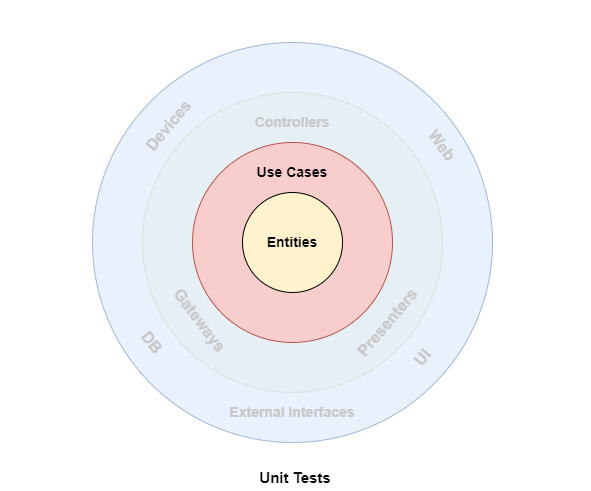 Devices
Controllers
Web
Use Cases
Entities
Gateways
Presenters
DB
UI
External Interfaces
Unit Tests